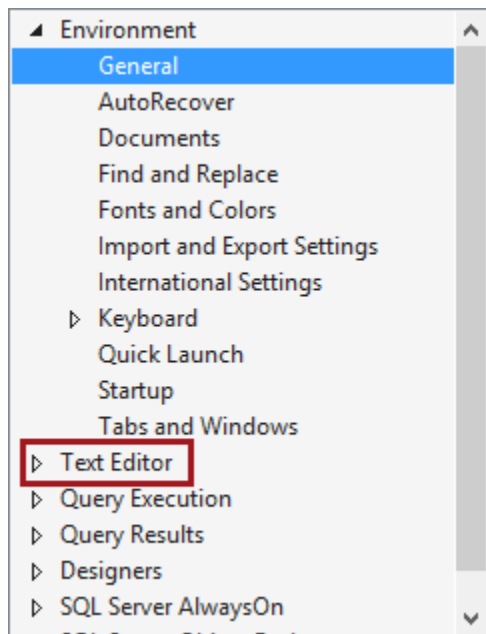 Environment
General
AutoRecover
Documents
Find and Replace
Fonts and Colors
Import and Export Settings
International Settings
Keyboard
Quick Launch
Startup
Tabs and Windows
Text Editor
Query Execution
Query Results
Designers
SQL Server AlwaysOn